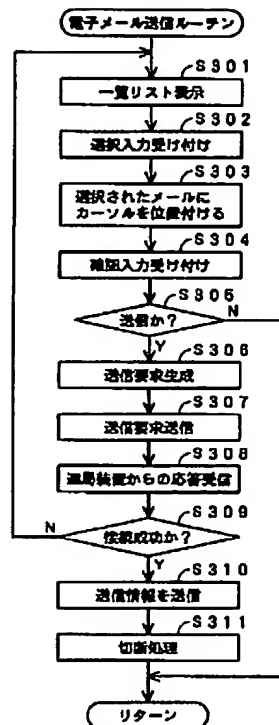 電子メール送信ルーチン
S301
一覧リスト表示
S302
選択入力受け付け
S303
選択されたメールに
カーソルを位置付ける
S304
確認入力受け付け
S305
送信か？
N
Y
S306
送信要求生成
S307
送信要求送信
S308
基局装置からの応答受信
S309
N
接続成功か？
Y
S310
送信情報を送信
S311
切断処理
リターン